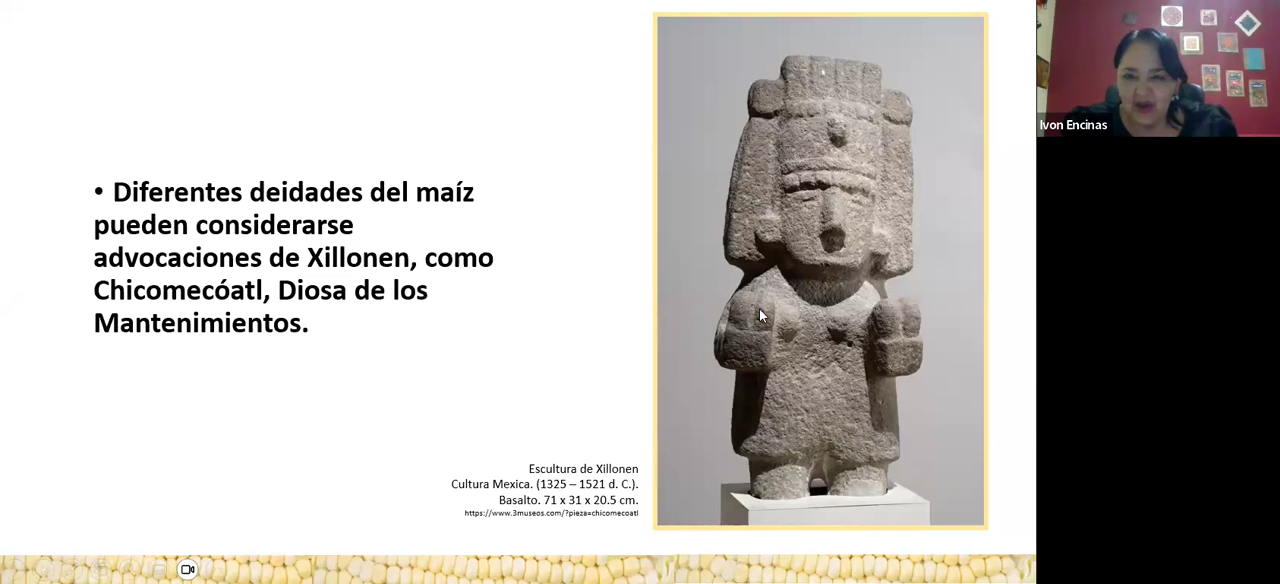 • Diferentes deidades del maíz
pueden considerarse
advocaciones de Xillonen, como
Chicomecóatl, Diosa de los
Mantenimientos.
Escultura de Xillonen
Cultura Mexica. (1325 – 1521 d. C.).
Basalto. 71 x 31 x 20.5 cm.
https://www.3museos.com/?pieza=chicomecoatl
Ivon Encinas